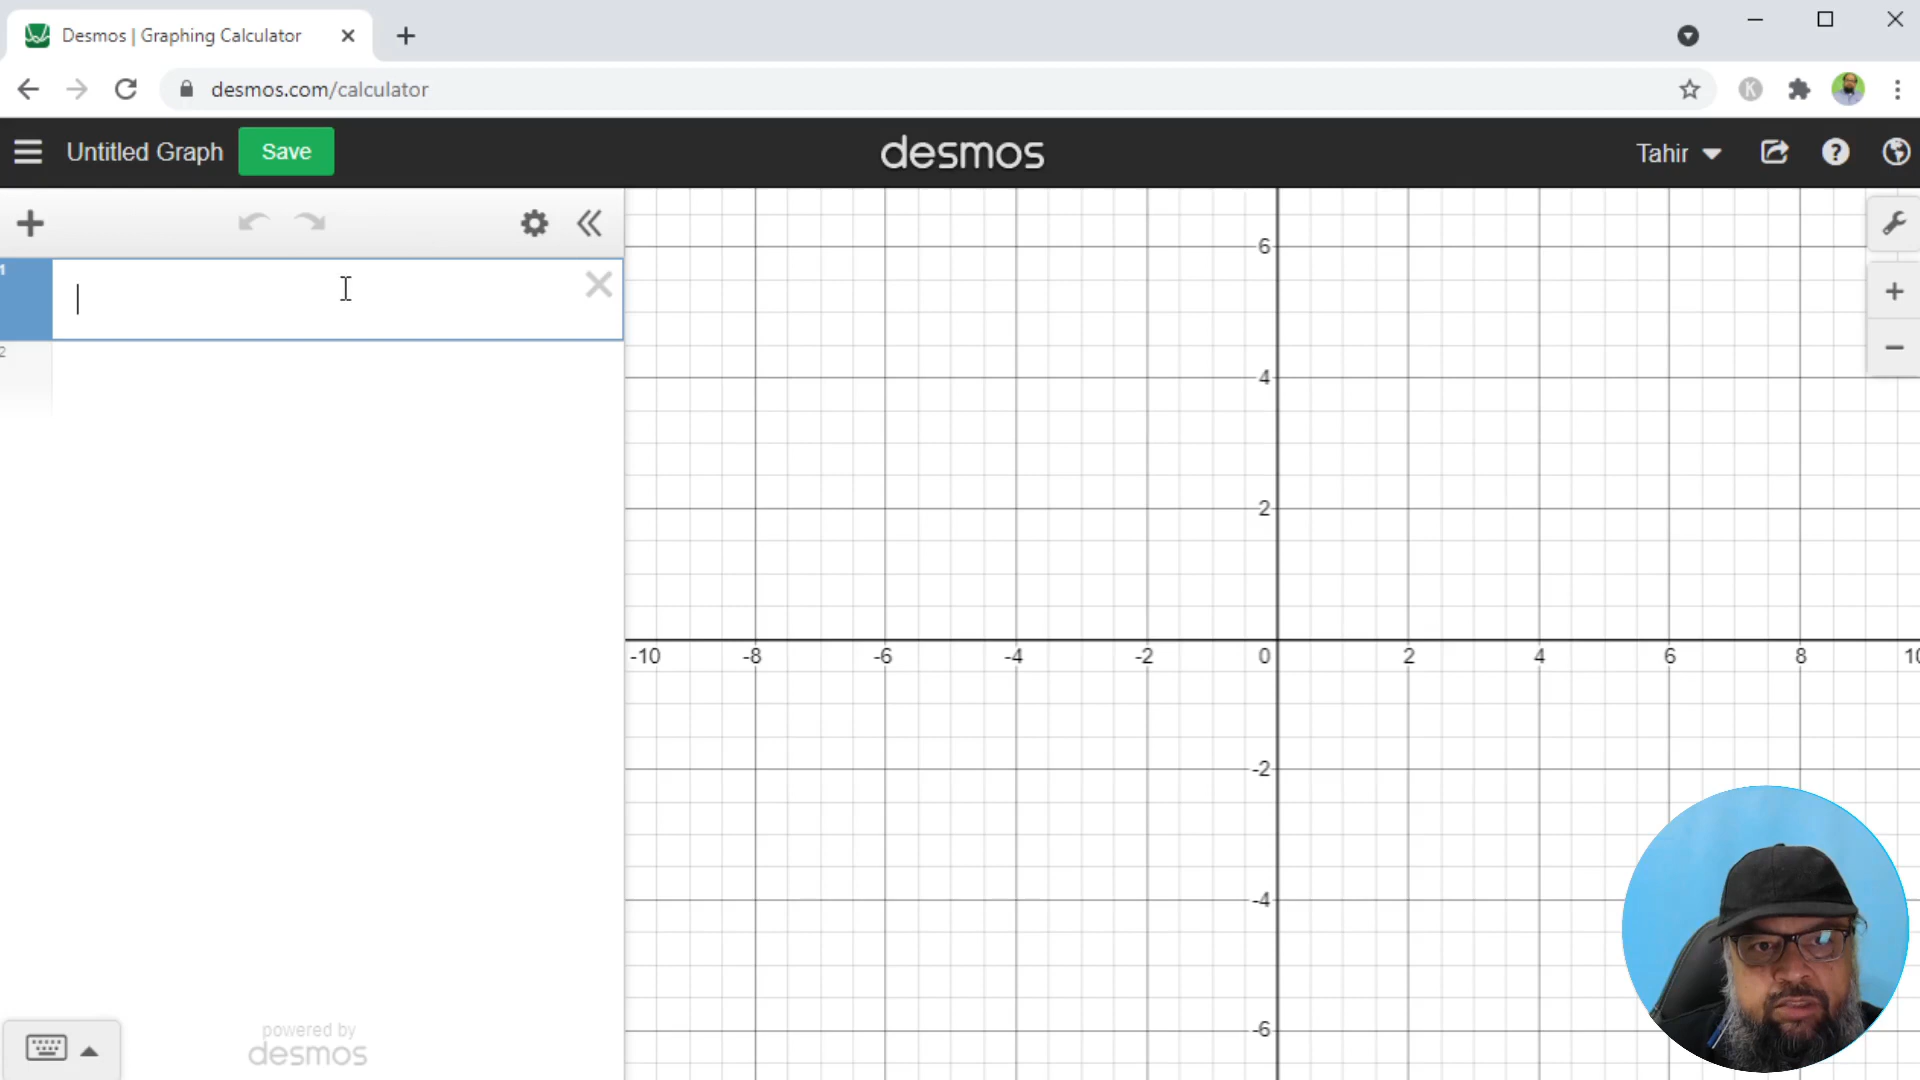 Desmos | Graphing Calculator
desmos.com/calculator
K
Untitled Graph
Save
desmos
Tahir
1
2
6
4
2
-10 -8 -6 -4 -2 0 2 4 6 8 10
-2
-4
-6
powered by
desmos